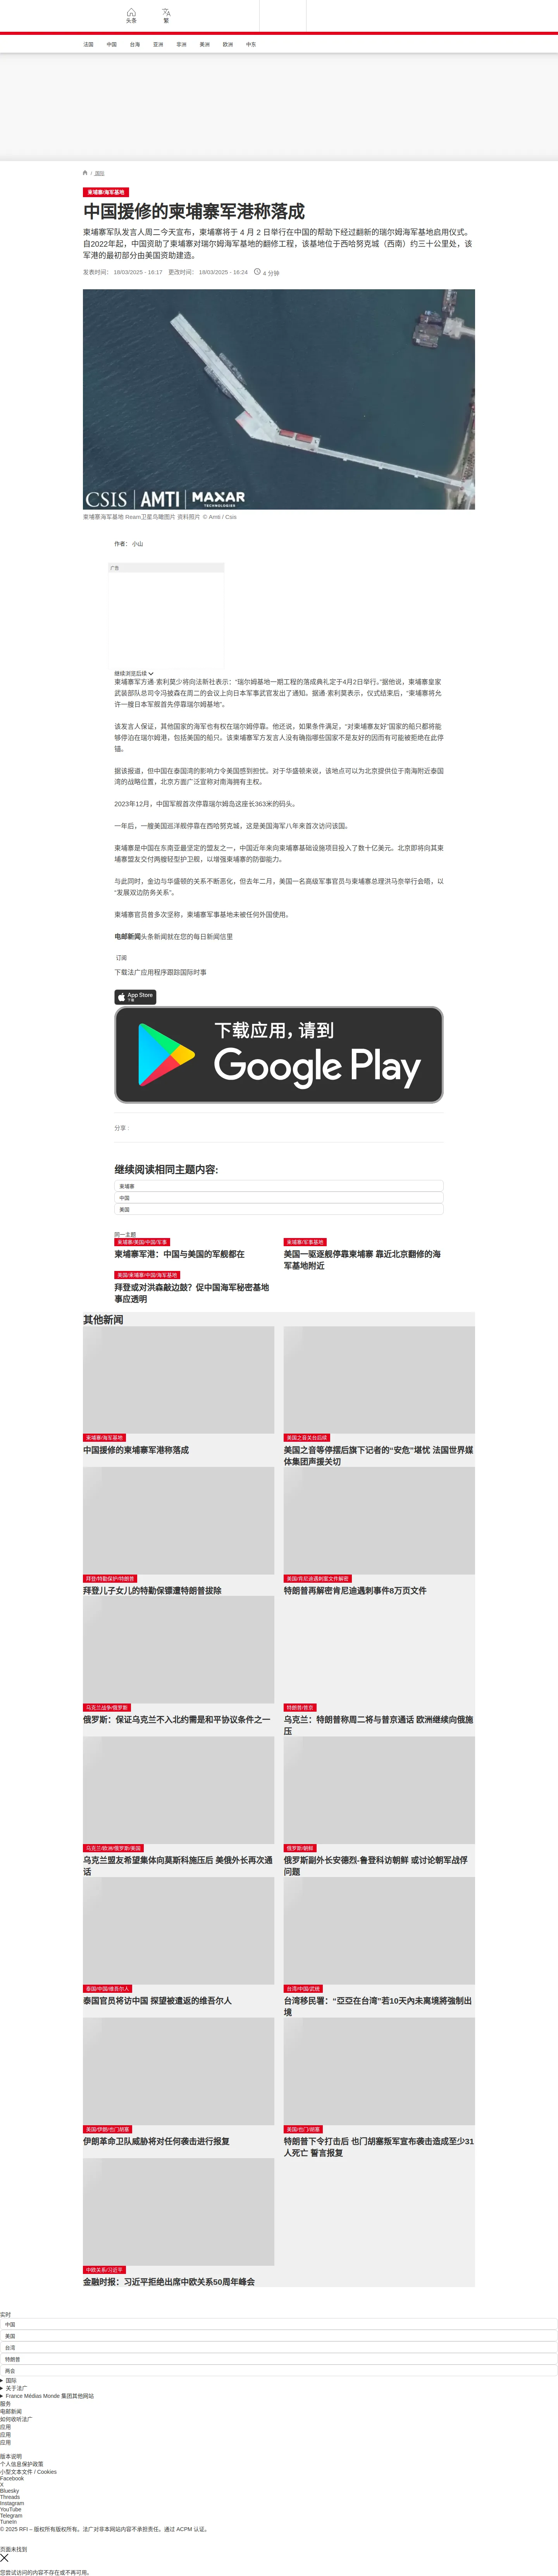 头条
繁
法国 中国 台海 亚洲 非洲 美洲 欧洲 中东
/ 国际
柬埔寨/海军基地
中国援修的柬埔寨军港称落成
柬埔寨军队发言人周二今天宣布，柬埔寨将于 4 月 2 日举行在中国的帮助下经过翻新的瑞尔姆海军基地启用仪式。
自2022年起，中国资助了柬埔寨对瑞尔姆海军基地的翻修工程，该基地位于西哈努克城（西南）约三十公里处，该
军港的最初部分由美国资助建造。
发表时间： 18/03/2025 - 16:17 更改时间： 18/03/2025 - 16:24 4 分钟
CSIS AMTI MAXAR
TECHNOLOGIES
柬埔寨海军基地 Ream卫星鸟瞰图片 资料照片 © Amti / Csis
作者： 小山
广告
继续浏览后续
柬埔寨军方通·索利莫少将向法新社表示：“瑞尔姆基地一期工程的落成典礼定于4月2日举行。”据他说，柬埔寨皇家
武装部队总司令冯披森在周二的会议上向日本军事武官发出了通知。据通·索利莫表示，仪式结束后，“柬埔寨将允
许一艘日本军舰首先停靠瑞尔姆基地”。
该发言人保证，其他国家的海军也有权在瑞尔姆停靠。他还说，如果条件满足，“对柬埔寨友好”国家的船只都将能
够停泊在瑞尔姆港，包括美国的船只。该柬埔寨军方发言人没有确指哪些国家不是友好的因而有可能被拒绝在此停
锚。
据该报道，但中国在泰国湾的影响力令美国感到担忧。对于华盛顿来说，该地点可以为北京提供位于南海附近泰国
湾的战略位置，北京方面广泛宣称对南海拥有主权。
2023年12月，中国军舰首次停靠瑞尔姆岛这座长363米的码头。
一年后，一艘美国巡洋舰停靠在西哈努克城，这是美国海军八年来首次访问该国。
柬埔寨是中国在东南亚最坚定的盟友之一，中国近年来向柬埔寨基础设施项目投入了数十亿美元。北京即将向其柬
埔寨盟友交付两艘轻型护卫舰，以增强柬埔寨的防御能力。
与此同时，金边与华盛顿的关系不断恶化，但去年二月，美国一名高级军事官员与柬埔寨总理洪马奈举行会晤，以
“发展双边防务关系”。
柬埔寨官员曾多次坚称，柬埔寨军事基地未被任何外国使用。
电邮新闻头条新闻就在您的每日新闻信里
订阅
下载法广应用程序跟踪国际时事
App Store
下载
下载应用，请到
Google Play
分享 :
继续阅读相同主题内容:
柬埔寨
中国
美国
同一主题
柬埔寨/美国/中国/军事
柬埔寨军港：中国与美国的军舰都在
柬埔寨/军事基地
美国一驱逐舰停靠柬埔寨 靠近北京翻修的海
军基地附近
美国/柬埔寨/中国/海军基地
拜登或对洪森敲边鼓？促中国海军秘密基地
事应透明
其他新闻
柬埔寨/海军基地
中国援修的柬埔寨军港称落成
美国之音关台后续
美国之音等停摆后旗下记者的“安危”堪忧 法国世界媒
体集团声援关切
拜登/特勤保护/特朗普
拜登儿子女儿的特勤保镖遭特朗普拔除
美国/肯尼迪遇刺案文件解密
特朗普再解密肯尼迪遇刺事件8万页文件
乌克兰战争/俄罗斯
俄罗斯：保证乌克兰不入北约需是和平协议条件之一
特朗普/普京
乌克兰：特朗普称周二将与普京通话 欧洲继续向俄施
压
乌克兰/欧洲/俄罗斯/美国
乌克兰盟友希望集体向莫斯科施压后 美俄外长再次通
话
俄罗斯/朝鲜
俄罗斯副外长安德烈-鲁登科访朝鲜 或讨论朝军战俘
问题
泰国/中国/维吾尔人
泰国官员将访中国 探望被遣返的维吾尔人
台湾/中国/武统
台湾移民署：“亞亞在台湾”若10天內未离境将強制出
境
美国/伊朗/也门胡塞
伊朗革命卫队威胁将对任何袭击进行报复
美国/也门/胡塞
特朗普下令打击后 也门胡塞叛军宣布袭击造成至少31
人死亡 誓言报复
中欧关系/习近平
金融时报：习近平拒绝出席中欧关系50周年峰会
实时
中国
美国
台湾
特朗普
两会
国际
关于法广
France Médias Monde 集团其他网站
服务
电邮新闻
如何收听法广
应用
应用
应用
版本说明
个人信息保护政策
小型文本文件 / Cookies
Facebook
X
Bluesky
Threads
Instagram
YouTube
Telegram
TuneIn
© 2025 RFI – 版权所有版权所有。法广对非本网站内容不承担责任。通过 ACPM 认证。
页面未找到
您尝试访问的内容不存在或不再可用。